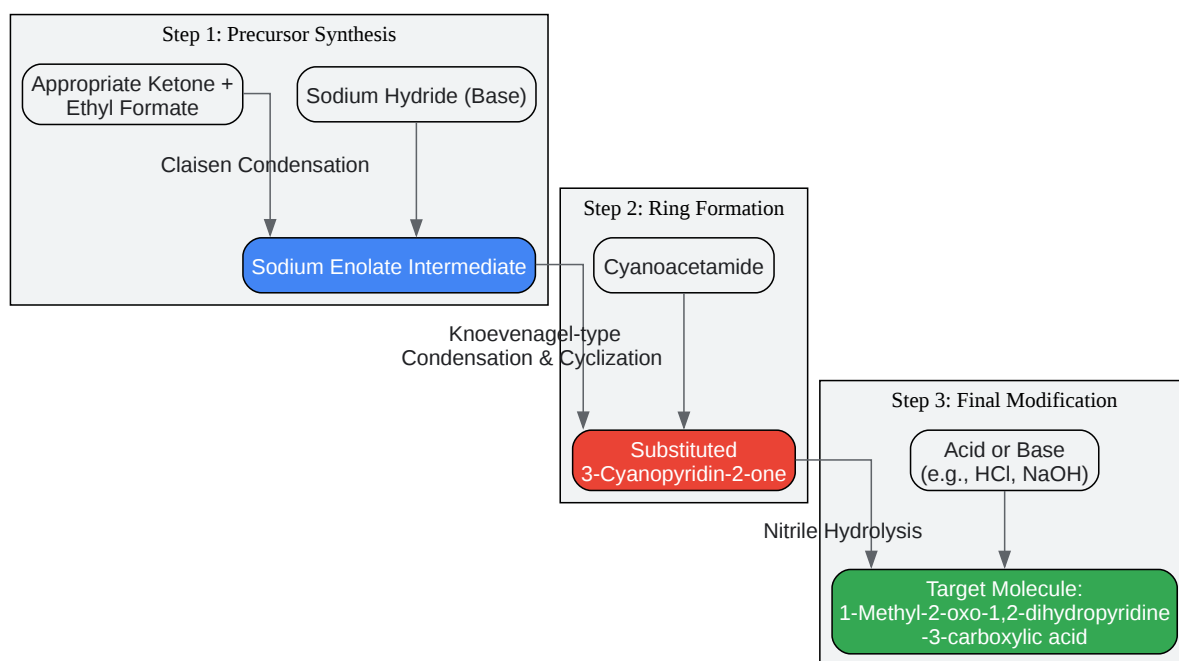 Step 1: Precursor Synthesis
Appropriate Ketone +
Ethyl Formate
Sodium Hydride (Base)
Claisen Condensation
Sodium Enolate Intermediate
Step 2: Ring Formation
Cyanoacetamide
Knoevenagel-type
Condensation & Cyclization
Substituted
3-Cyanopyridin-2-one
Step 3: Final Modification
Acid or Base
(e.g., HCl, NaOH)
Nitrile Hydrolysis
Target Molecule:
1-Methyl-2-oxo-1,2-dihydropyridine
-3-carboxylic acid